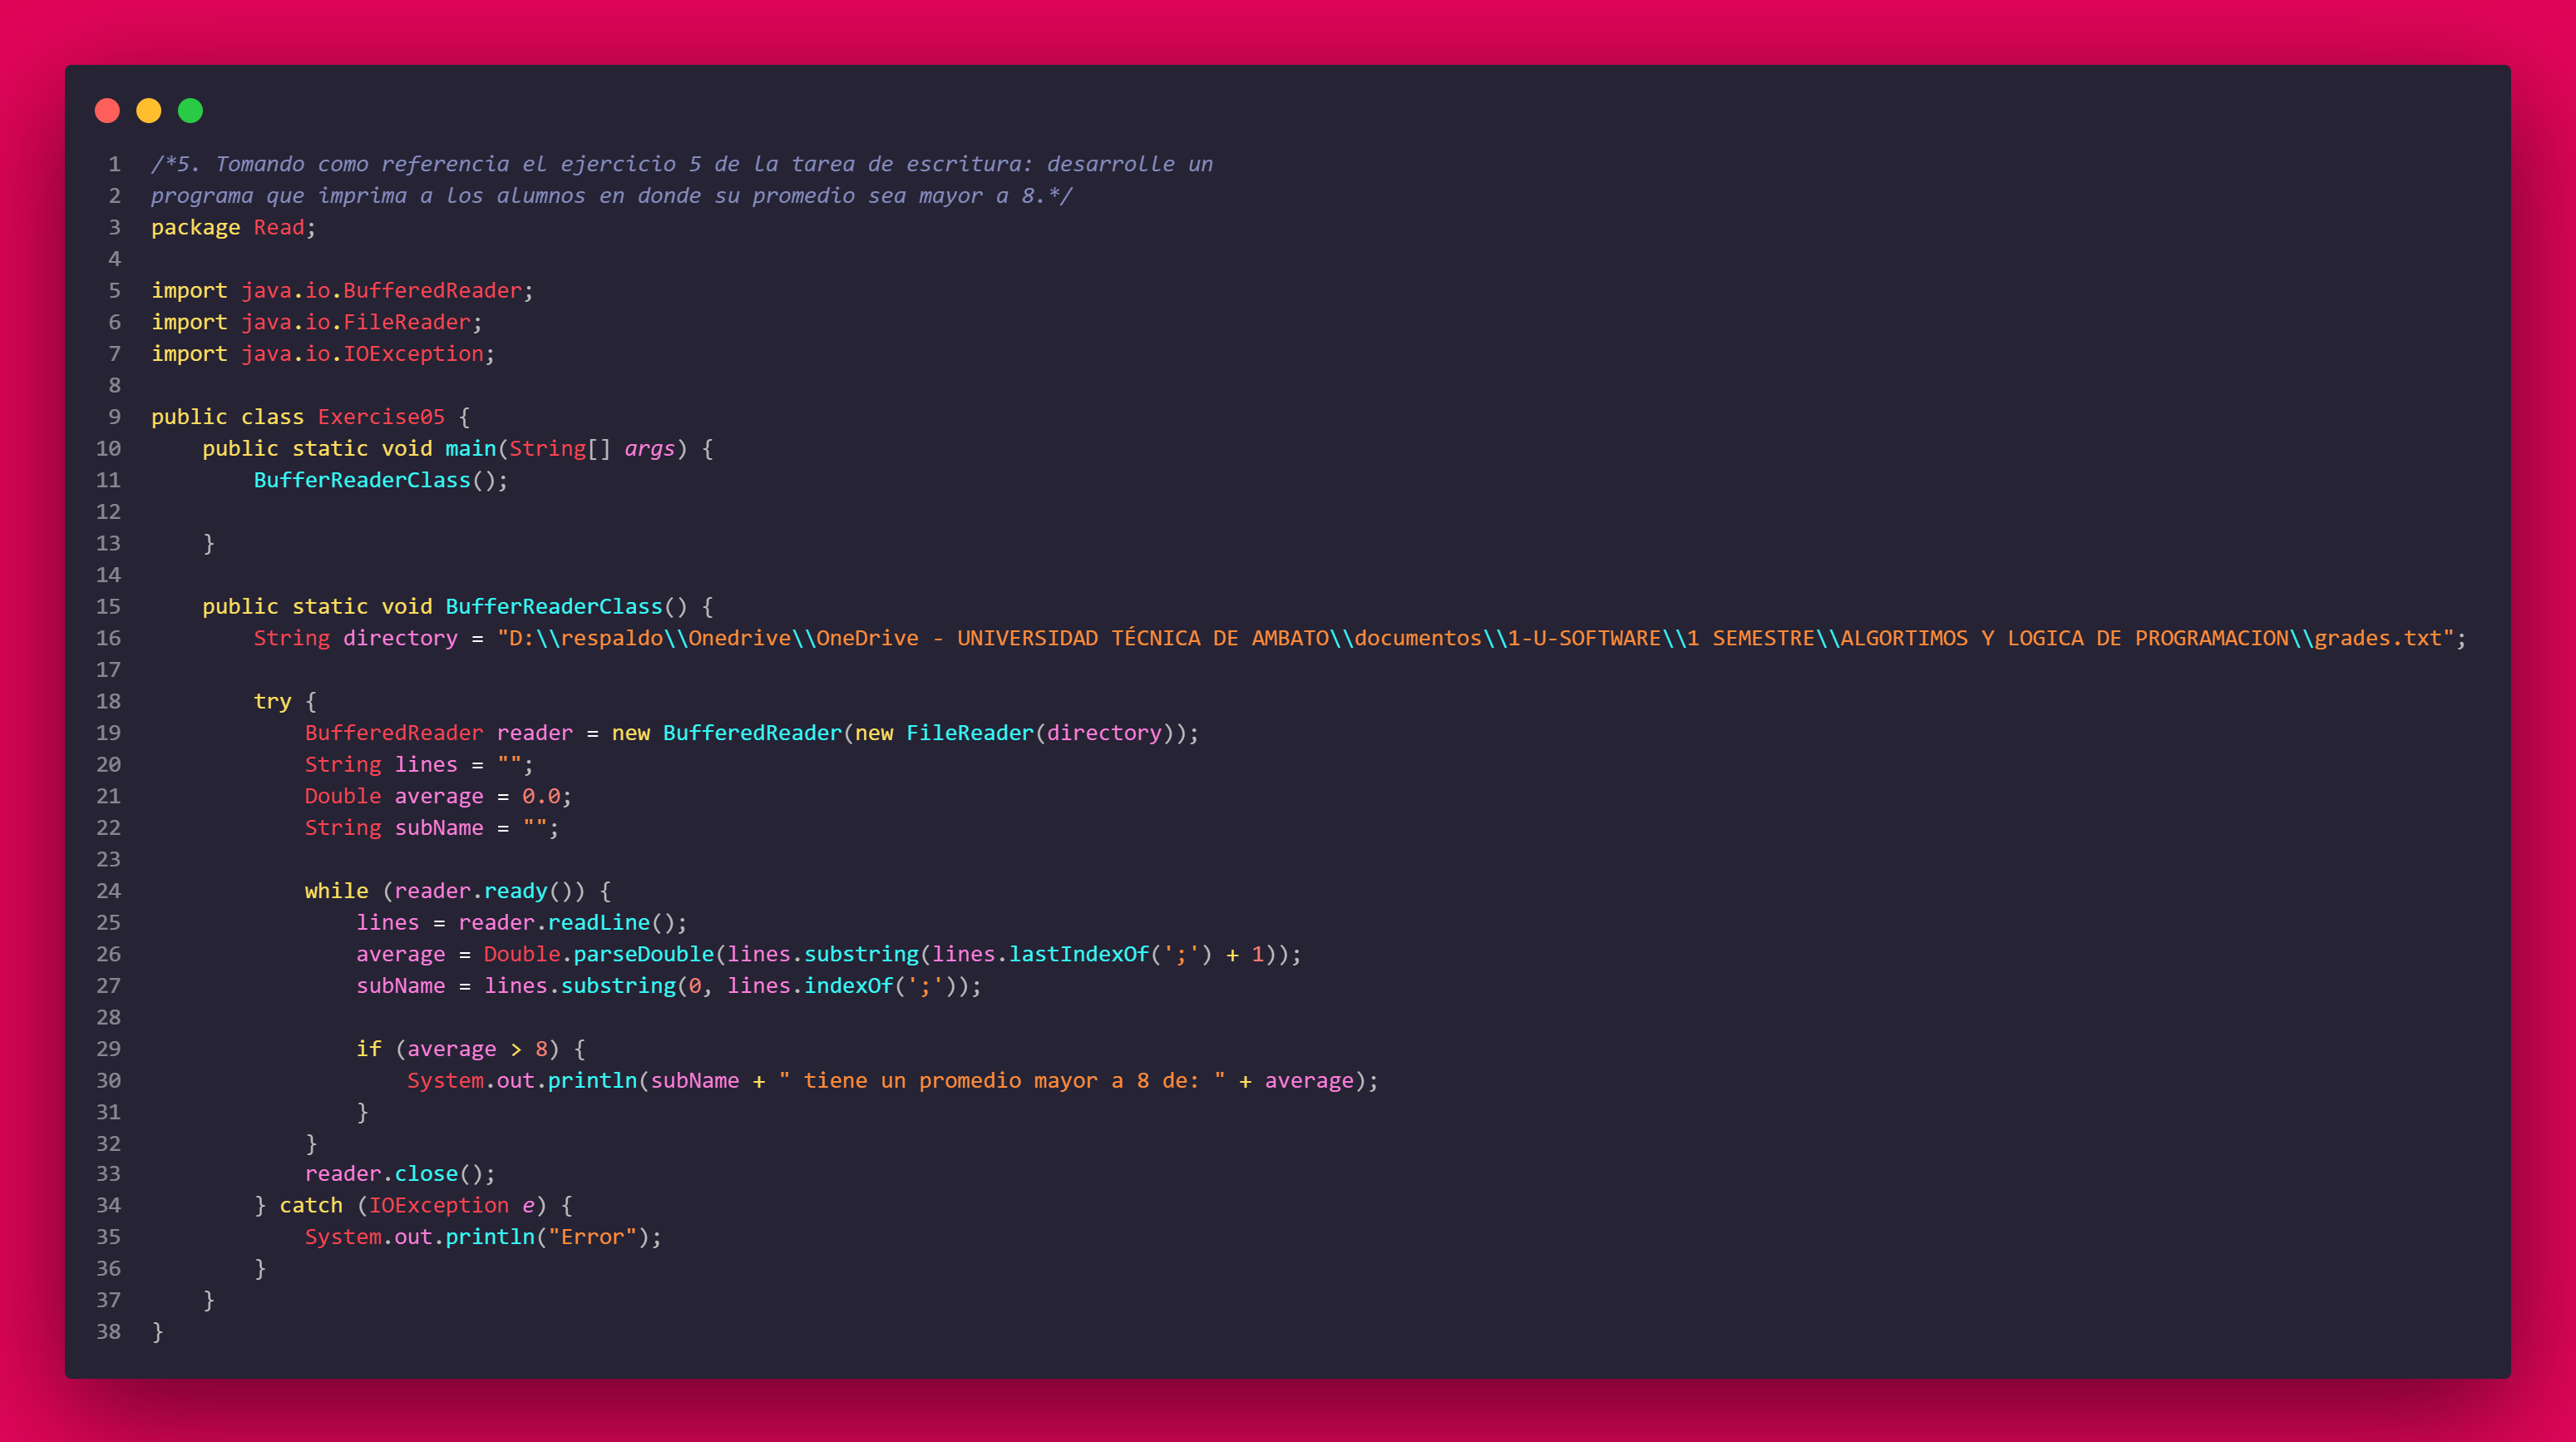 1 /*5. Tomando como referencia el ejercicio 5 de la tarea de escritura: desarrolle un
2 programa que imprima a los alumnos en donde su promedio sea mayor a 8.*/
3 package Read;
4
5 import java.io.BufferedReader;
6 import java.io.FileReader;
7 import java.io.IOException;
8
9 public class Exercise05 {
10     public static void main(String[] args) {
11         BufferReaderClass();
12
13     }
14
15     public static void BufferReaderClass() {
16         String directory = "D:\\respaldo\\Onedrive\\OneDrive - UNIVERSIDAD TÉCNICA DE AMBATO\\documentos\\1-U-SOFTWARE\\1 SEMESTRE\\ALGORTIMOS Y LOGICA DE PROGRAMACION\\grades.txt";
17
18         try {
19             BufferedReader reader = new BufferedReader(new FileReader(directory));
20             String lines = "";
21             Double average = 0.0;
22             String subName = "";
23
24             while (reader.ready()) {
25                 lines = reader.readLine();
26                 average = Double.parseDouble(lines.substring(lines.lastIndexOf(';') + 1));
27                 subName = lines.substring(0, lines.indexOf(';'));
28
29                 if (average > 8) {
30                     System.out.println(subName + " tiene un promedio mayor a 8 de: " + average);
31                 }
32             }
33             reader.close();
34         } catch (IOException e) {
35             System.out.println("Error");
36         }
37     }
38 }